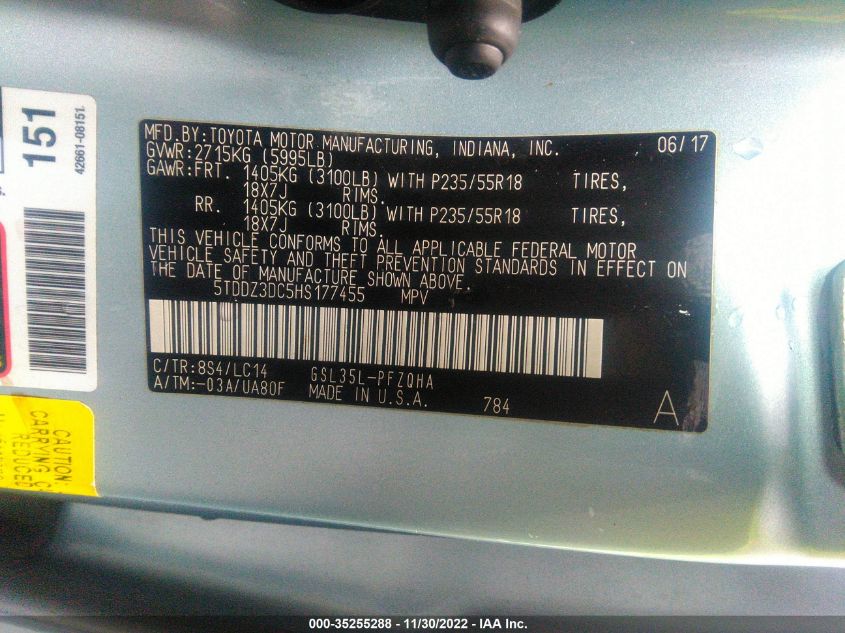 151
42661-08151
MFD.BY:TOYOTA MOTOR MANUFACTURING, INDIANA, INC. 06/17
GVWR:2715KG (5995LB)
GAWR:FRT. 1405KG (3100LB) WITH P235/55R18 TIRES,
18X7J RIMS.
RR. 1405KG (3100LB) WITH P235/55R18 TIRES,
18X7J RIMS.
THIS VEHICLE CONFORMS TO ALL APPLICABLE FEDERAL MOTOR
VEHICLE SAFETY AND THEFT PREVENTION STANDARDS IN EFFECT ON
THE DATE OF MANUFACTURE SHOWN ABOVE.
5TDDZ3DC5HS177455 MPV
C/TR:8S4/LC14 GSL35L-PFZQHA
A/TM:-03A/UA80F MADE IN U.S.A. 784 A
CAUTION:
CARRYING
REDUCED
000-35255288 - 11/30/2022 - IAA Inc.